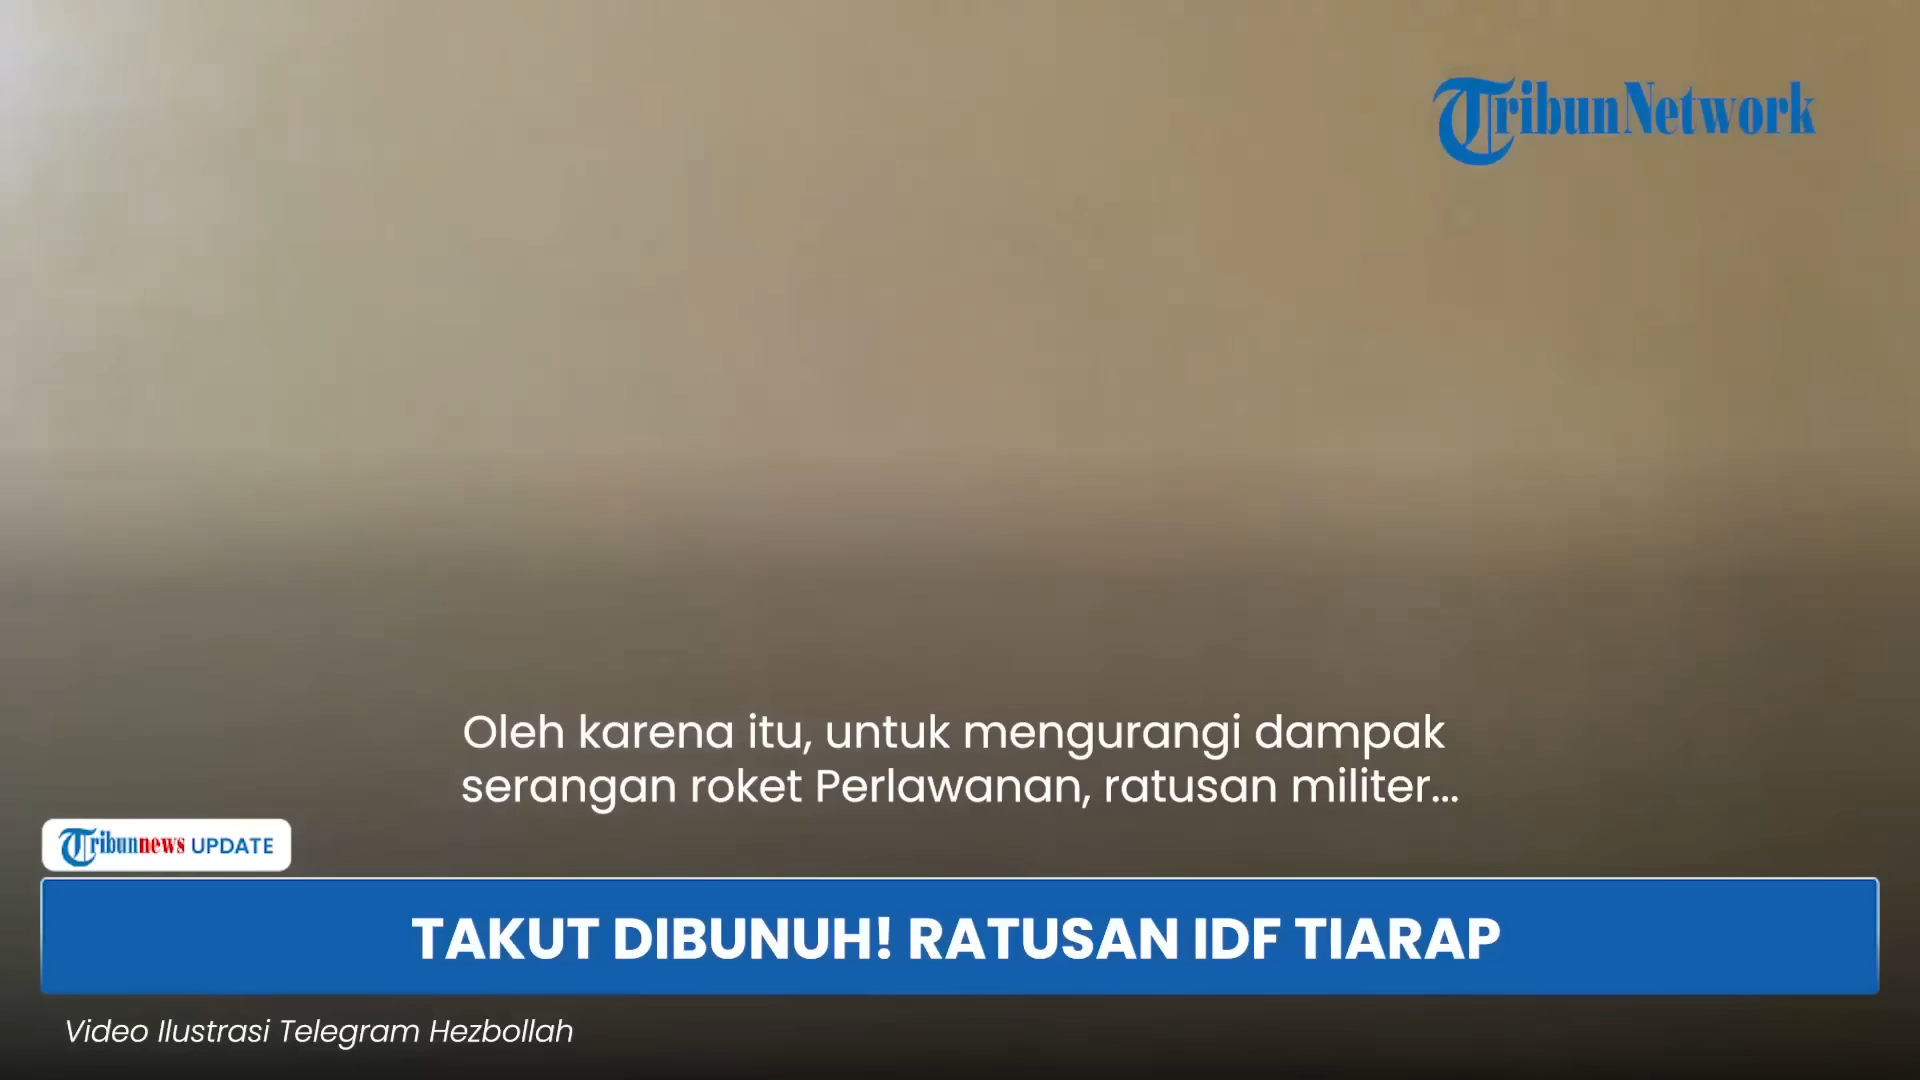 TribunNetwork
Oleh karena itu, untuk mengurangi dampak
serangan roket Perlawanan, ratusan militer...
Tribunnews UPDATE
TAKUT DIBUNUH! RATUSAN IDF TIARAP
Video Ilustrasi Telegram Hezbollah